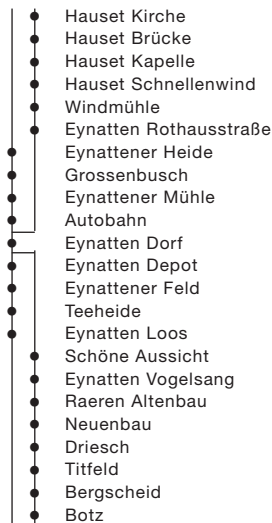 Hauset Kirche
Hauset Brücke
Hauset Kapelle
Hauset Schnellenwind
Windmühle
Eynatten Rothausstraße
Eynattener Heide
Grossenbusch
Eynattener Mühle
Autobahn
Eynatten Dorf
Eynatten Depot
Eynattener Feld
Teeheide
Eynatten Loos
Schöne Aussicht
Eynatten Vogelsang
Raeren Altenbau
Neuenbau
Driesch
Titfeld
Bergscheid
Botz